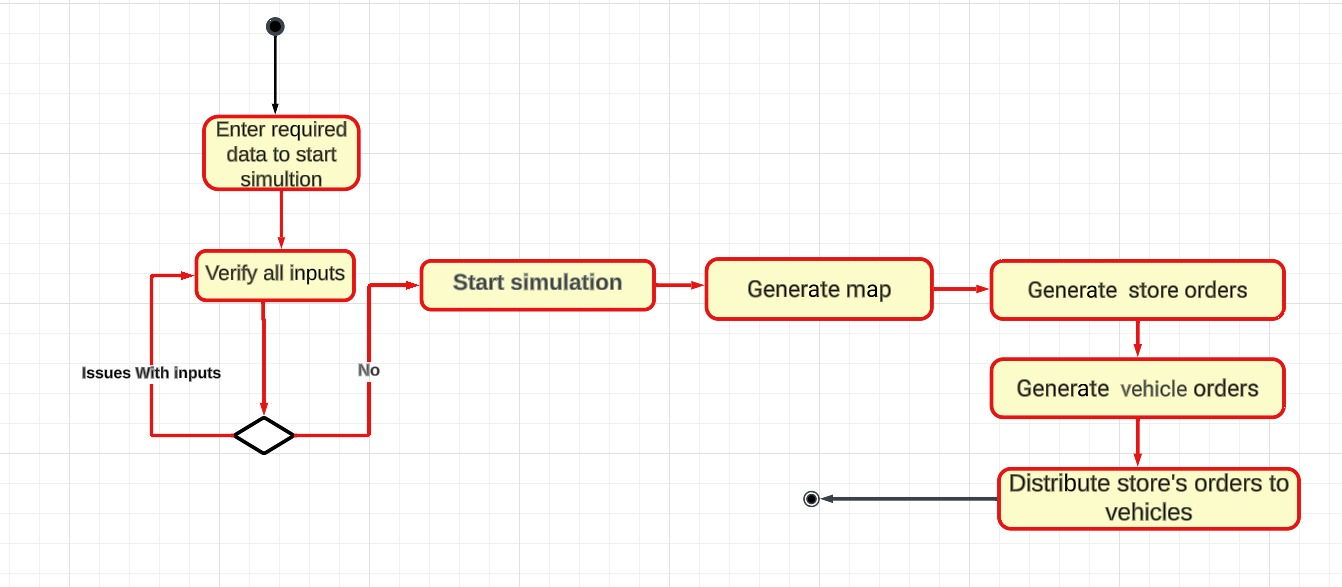 Enter required
data to start
simultion
Verify all inputs
Issues With inputs
No
Start simulation
Generate map
Generate store orders
Generate vehicle orders
Distribute store's orders to
vehicles